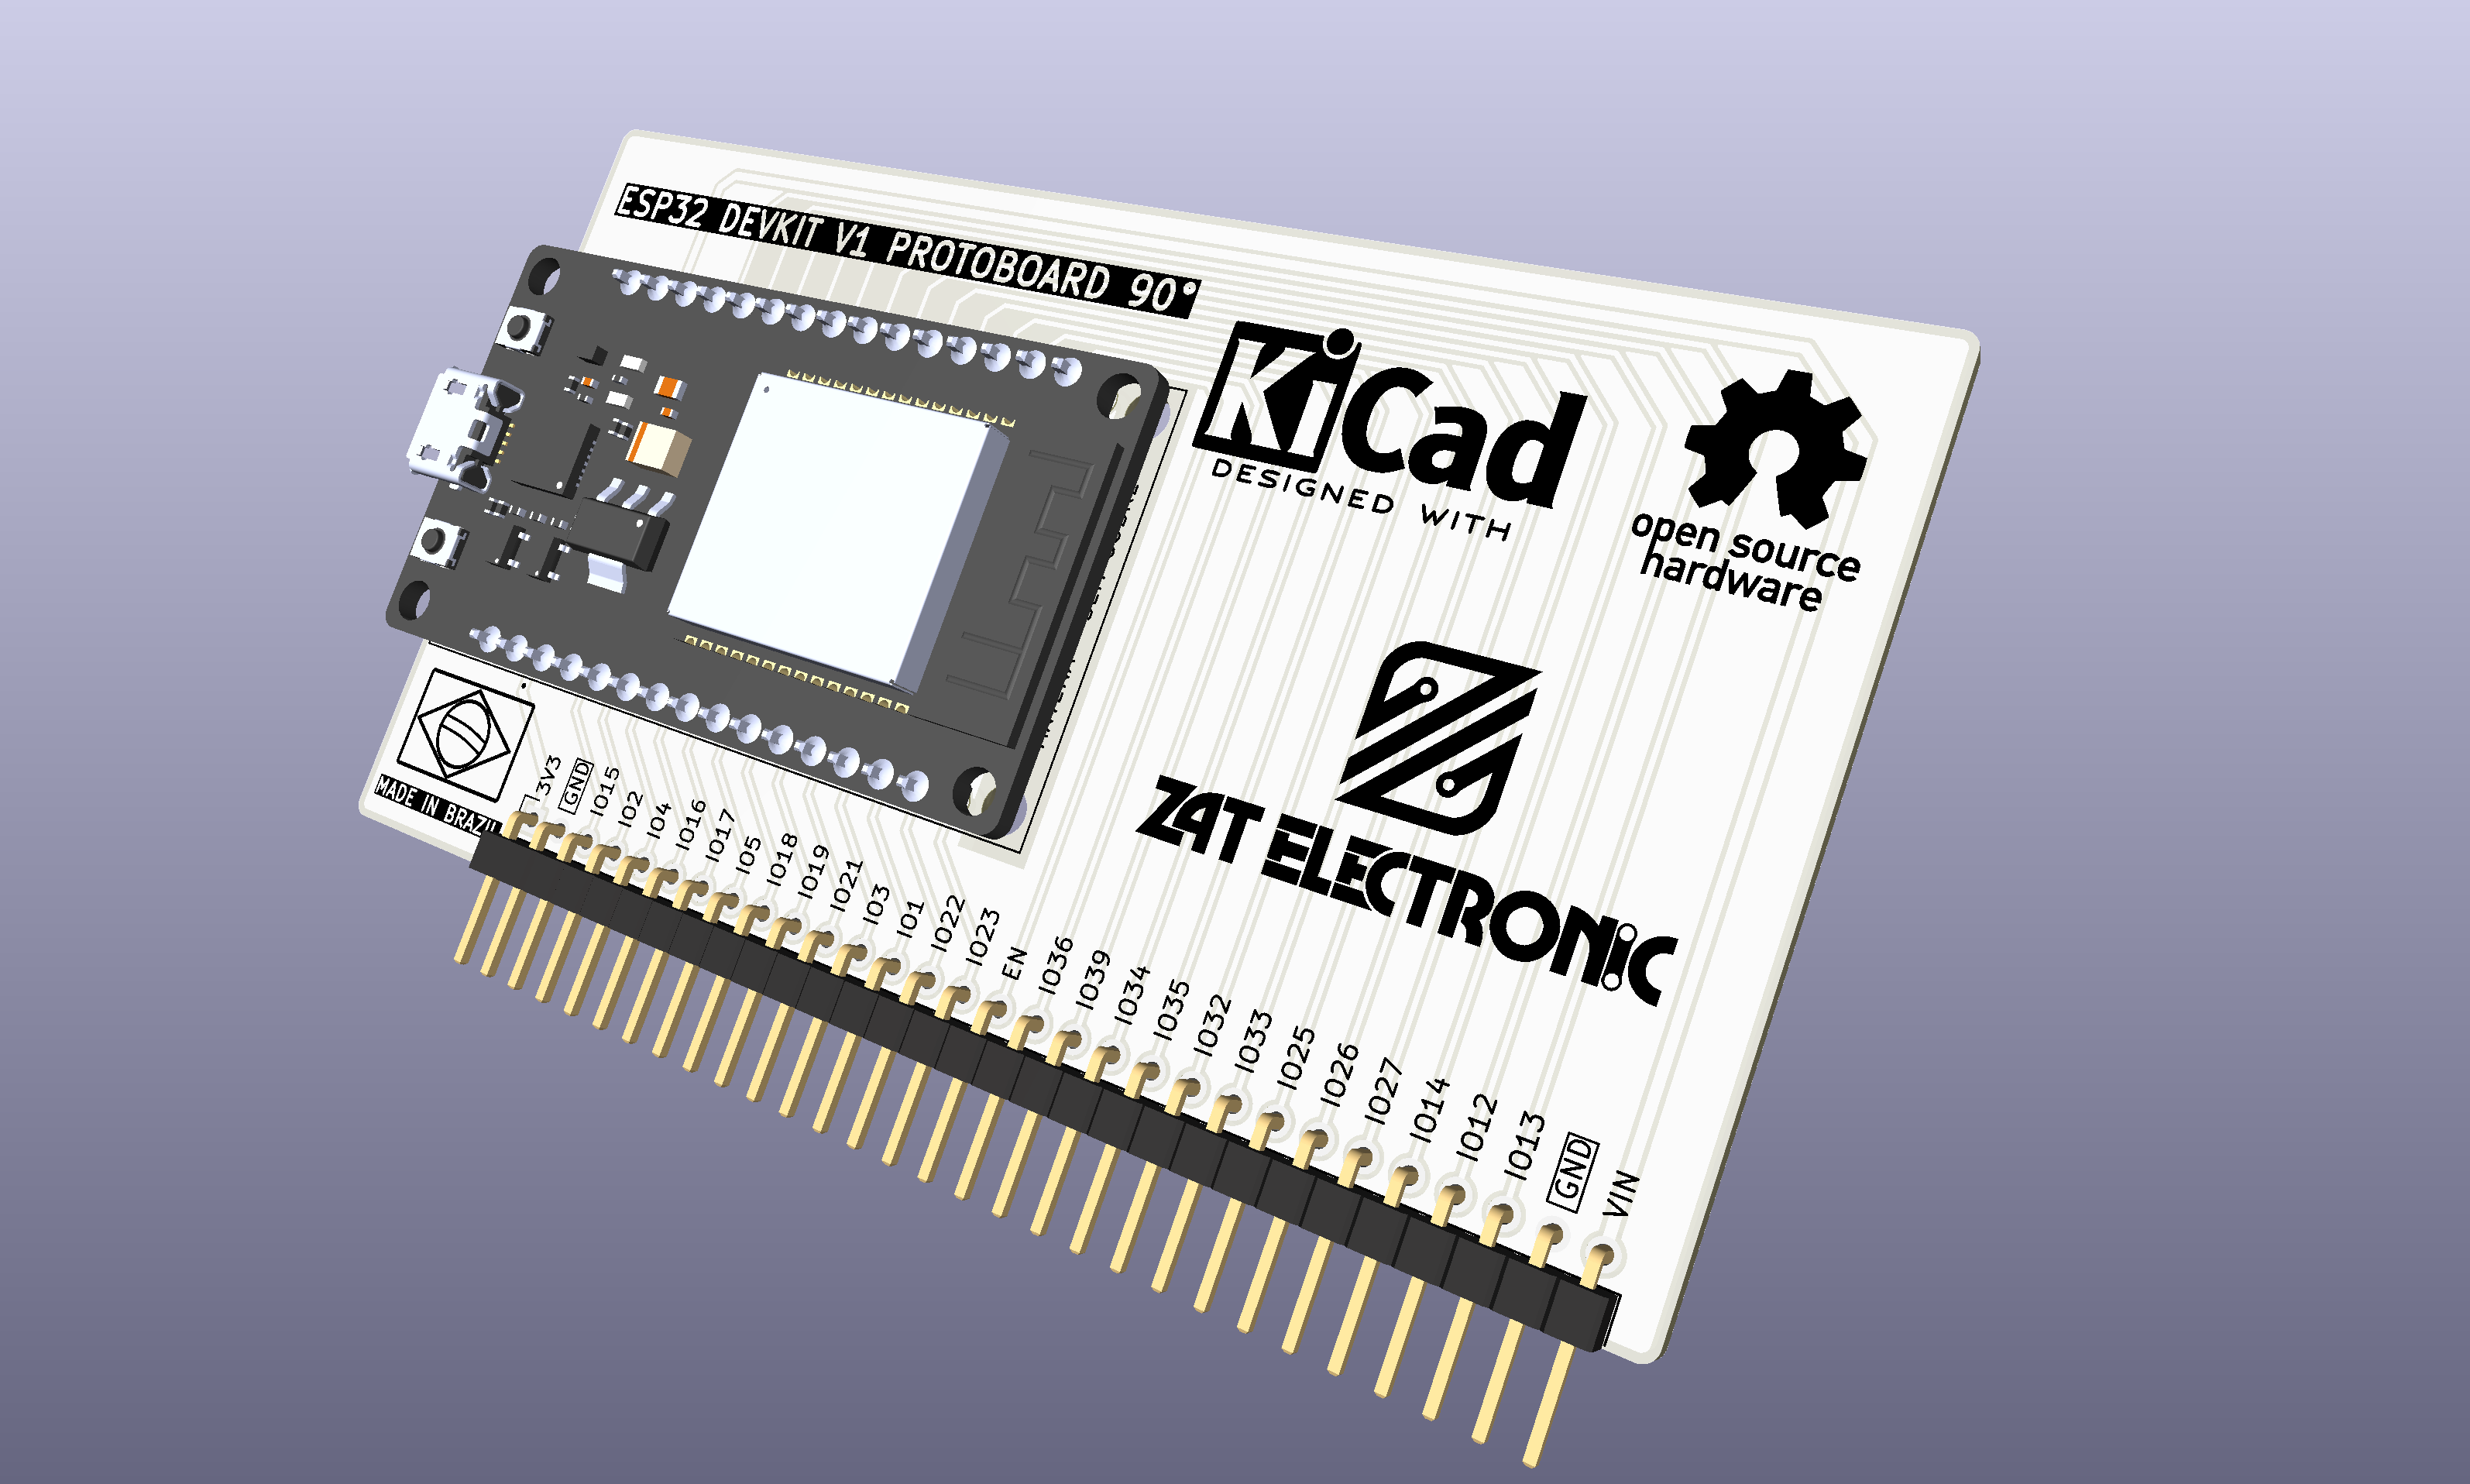 ESP32 DEVKIT V1 PROTOBOARD 90°
KiCad
DESIGNED WITH
open source
hardware
ZAT ELECTRONIC
MADE IN BRAZIL
3V3
GND
IO15
IO2
IO4
IO16
IO17
IO5
IO18
IO19
IO21
IO3
IO1
IO22
IO23
EN
IO36
IO39
IO34
IO35
IO32
IO33
IO25
IO26
IO27
IO14
IO12
IO13
GND
VIN